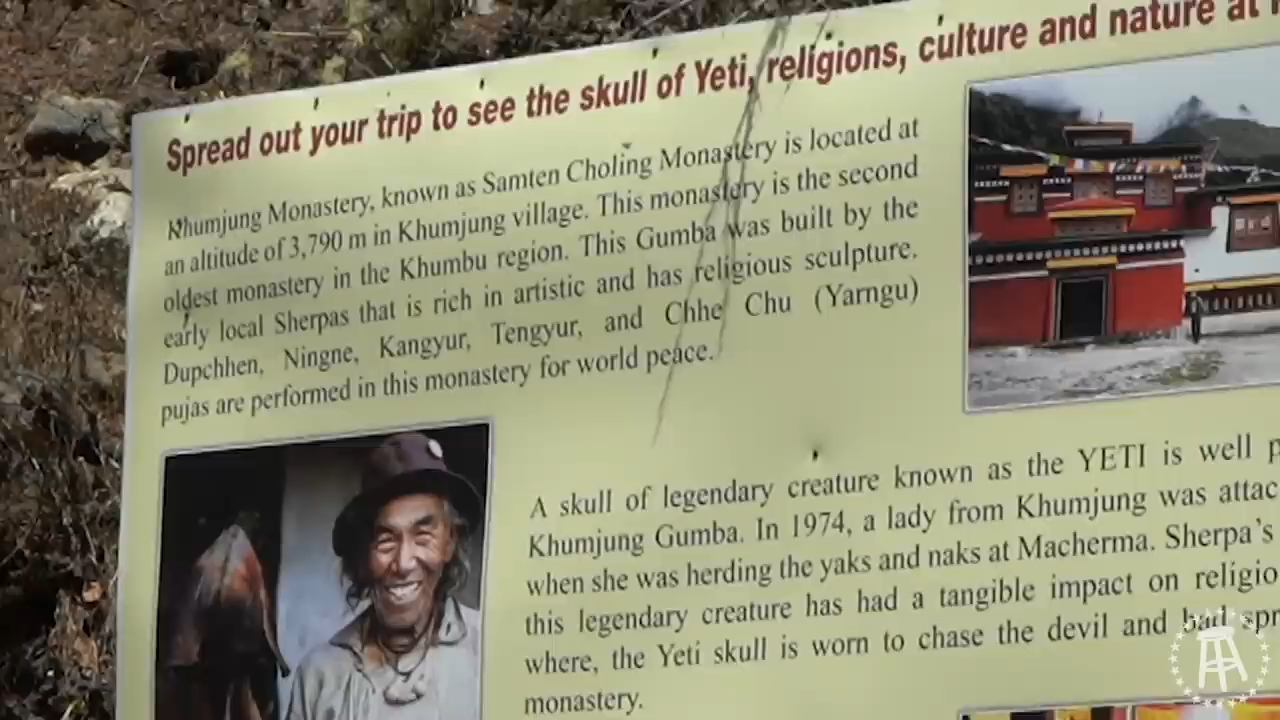 Spread out your trip to see the skull of Yeti, religions, culture and nature at
Khumjung Monastery, known as Samten Choling Monastery is located at
an altitude of 3,790 m in Khumjung village. This monastery is the second
oldest monastery in the Khumbu region. This Gumba was built by the
early local Sherpas that is rich in artistic and has religious sculpture.
Dupchhen, Ningne, Kangyur, Tengyur, and Chhe Chu (Yarngu)
pujas are performed in this monastery for world peace.
A skull of legendary creature known as the YETI is well p
Khumjung Gumba. In 1974, a lady from Khumjung was attac
when she was herding the yaks and naks at Macherma. Sherpa's
this legendary creature has had a tangible impact on religio
where, the Yeti skull is worn to chase the devil and bad spr
monastery.